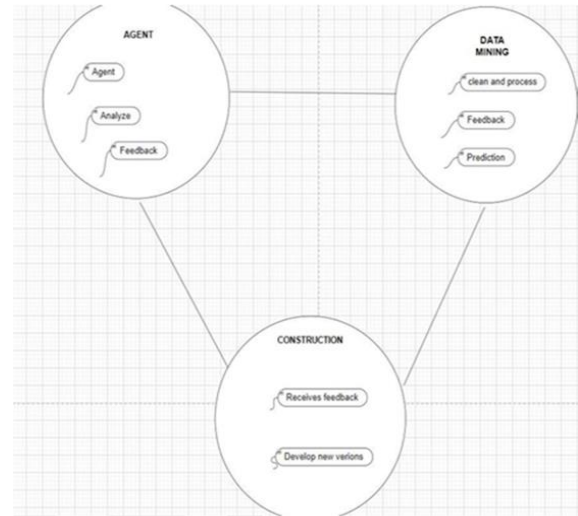 AGENT
Agent
Analyze
Feedback
DATA
MINING
clean and process
Feedback
Prediction
CONSTRUCTION
Receives feedback
Develop new verions